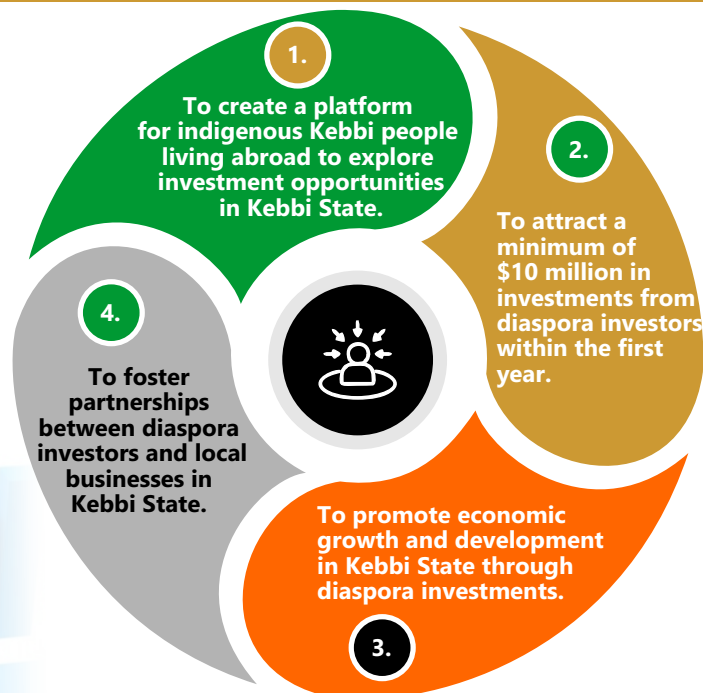 1.
To create a platform
for indigenous Kebbi people
living abroad to explore
investment opportunities
in Kebbi State.
2.
To attract a
minimum of
$10 million in
investments from
diaspora investors
within the first
year.
3.
To promote economic
growth and development
in Kebbi State through
diaspora investments.
4.
To foster
partnerships
between diaspora
investors and local
businesses in
Kebbi State.